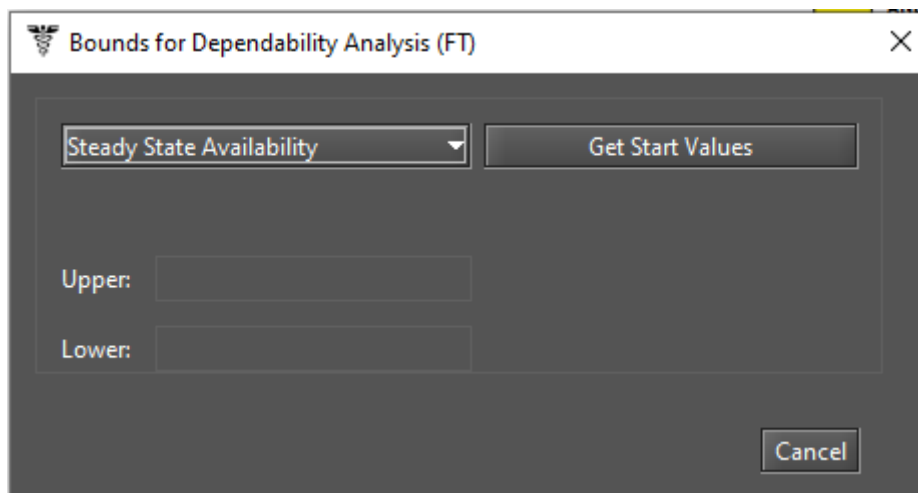 Bounds for Dependability Analysis (FT)
Steady State Availability
Get Start Values
Upper:
Lower:
Cancel